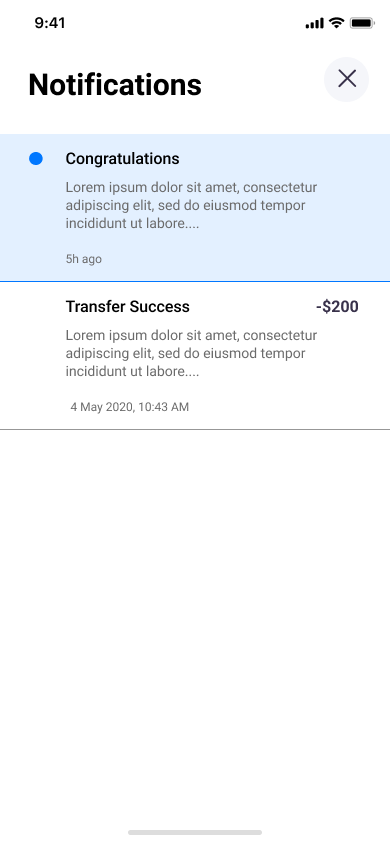 9:41
Notifications
Congratulations
Lorem ipsum dolor sit amet, consectetur
adipiscing elit, sed do eiusmod tempor
incididunt ut labore....
5h ago
Transfer Success -$200
Lorem ipsum dolor sit amet, consectetur
adipiscing elit, sed do eiusmod tempor
incididunt ut labore....
4 May 2020, 10:43 AM